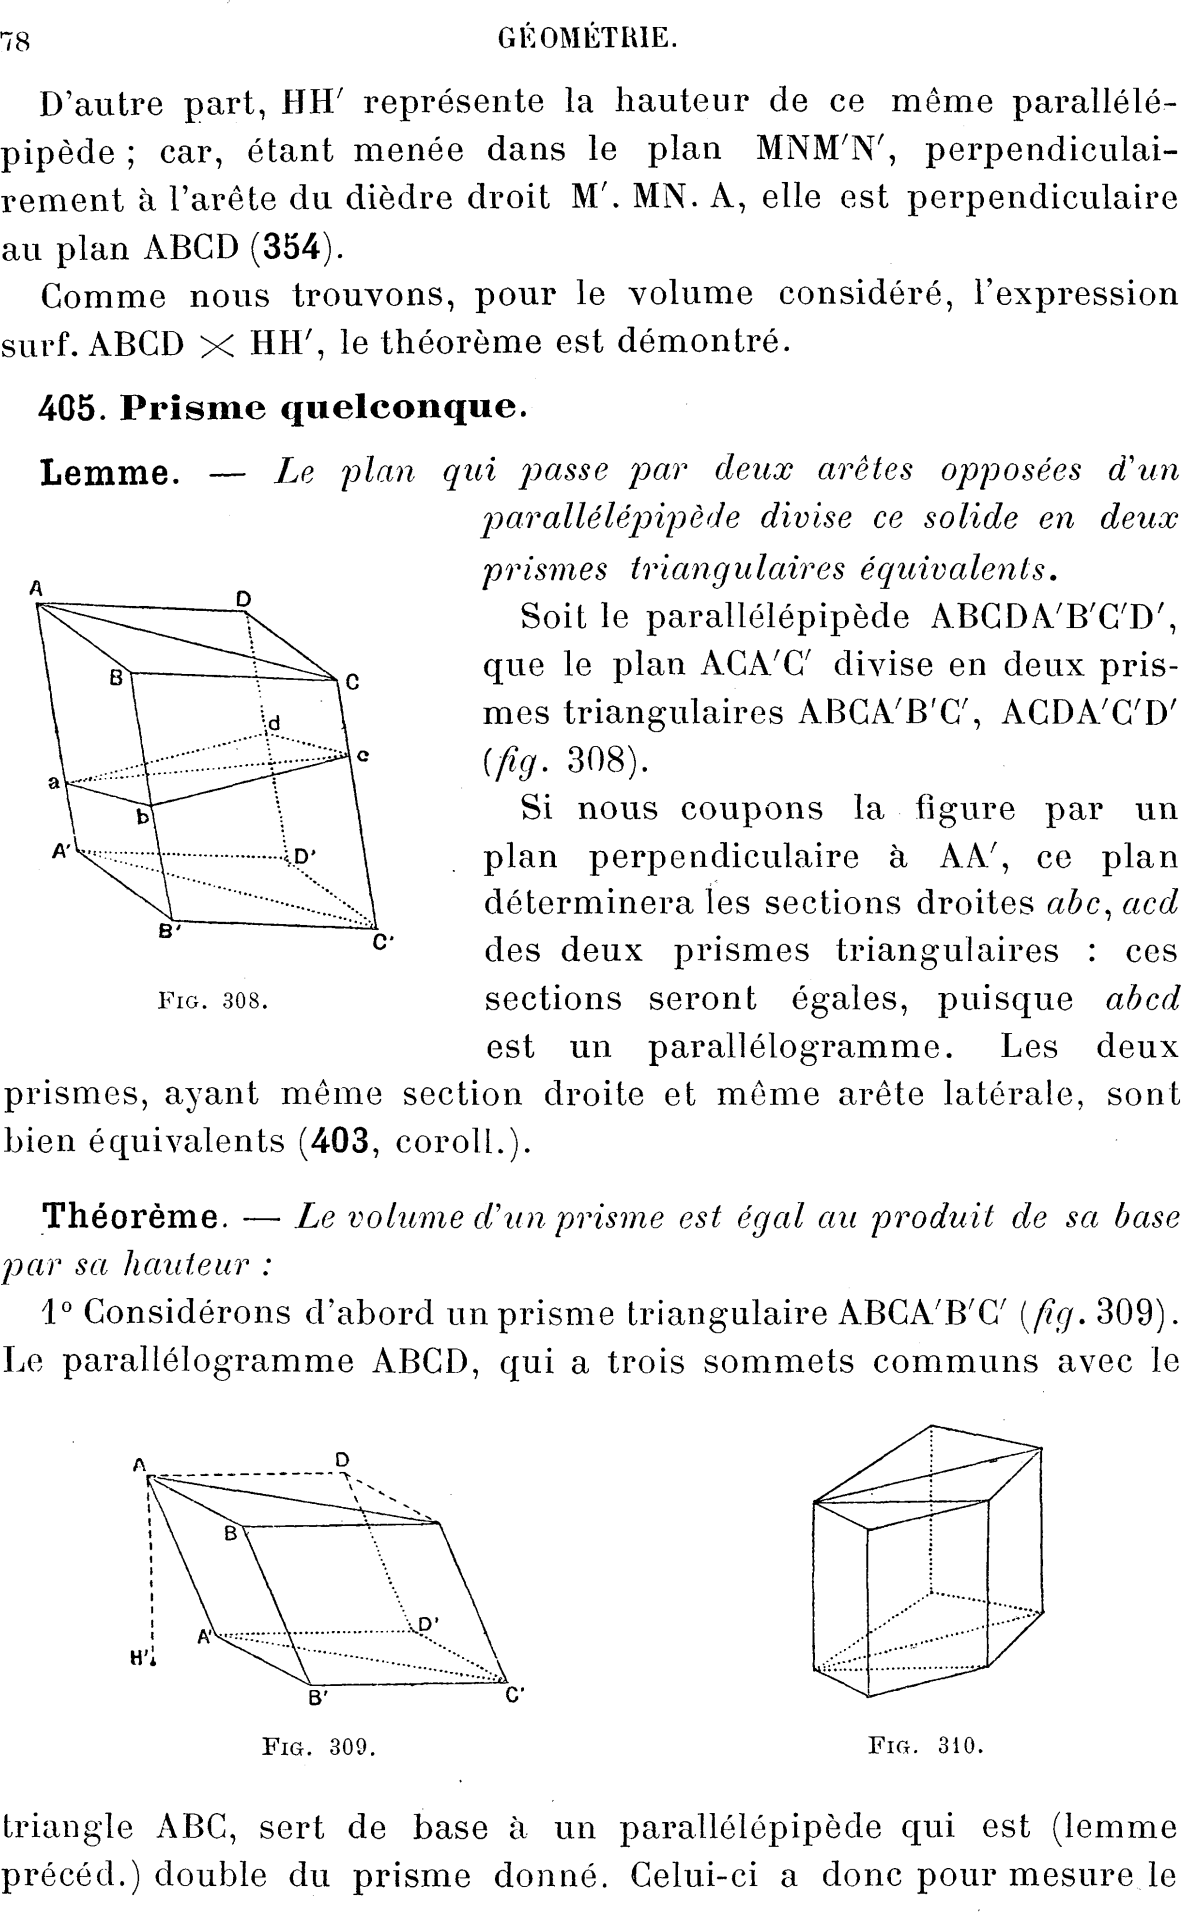 78
GÉOMÉTRIE.
D'autre part, HH′ représente la hauteur de ce même parallélé-
pipède ; car, étant menée dans le plan MNM′N′, perpendiculai-
rement à l'arête du dièdre droit M′. MN. A, elle est perpendiculaire
au plan ABCD (354).
Comme nous trouvons, pour le volume considéré, l'expression
surf. ABCD × HH′, le théorème est démontré.
405. Prisme quelconque.
Lemme. — Le plan qui passe par deux arêtes opposées d'un
parallélépipède divise ce solide en deux
prismes triangulaires équivalents.
Soit le parallélépipède ABCDA′B′C′D′,
que le plan ACA′C′ divise en deux pris-
mes triangulaires ABCA′B′C′, ACDA′C′D′
(fig. 308).
Si nous coupons la figure par un
plan perpendiculaire à AA′, ce plan
déterminera les sections droites abc, acd
des deux prismes triangulaires : ces
sections seront égales, puisque abcd
est un parallélogramme. Les deux
A
D
B
C
d
c
a
b
A′
D′
B′
C′
FIG. 308.
prismes, ayant même section droite et même arête latérale, sont
bien équivalents (403, coroll.).
Théorème. — Le volume d'un prisme est égal au produit de sa base
par sa hauteur :
1º Considérons d'abord un prisme triangulaire ABCA′B′C′ (fig. 309).
Le parallélogramme ABCD, qui a trois sommets communs avec le
A
D
B
A′
D′
H′
B′
C′
FIG. 309.
FIG. 310.
triangle ABC, sert de base à un parallélépipède qui est (lemme
précéd.) double du prisme donné. Celui-ci a donc pour mesure le